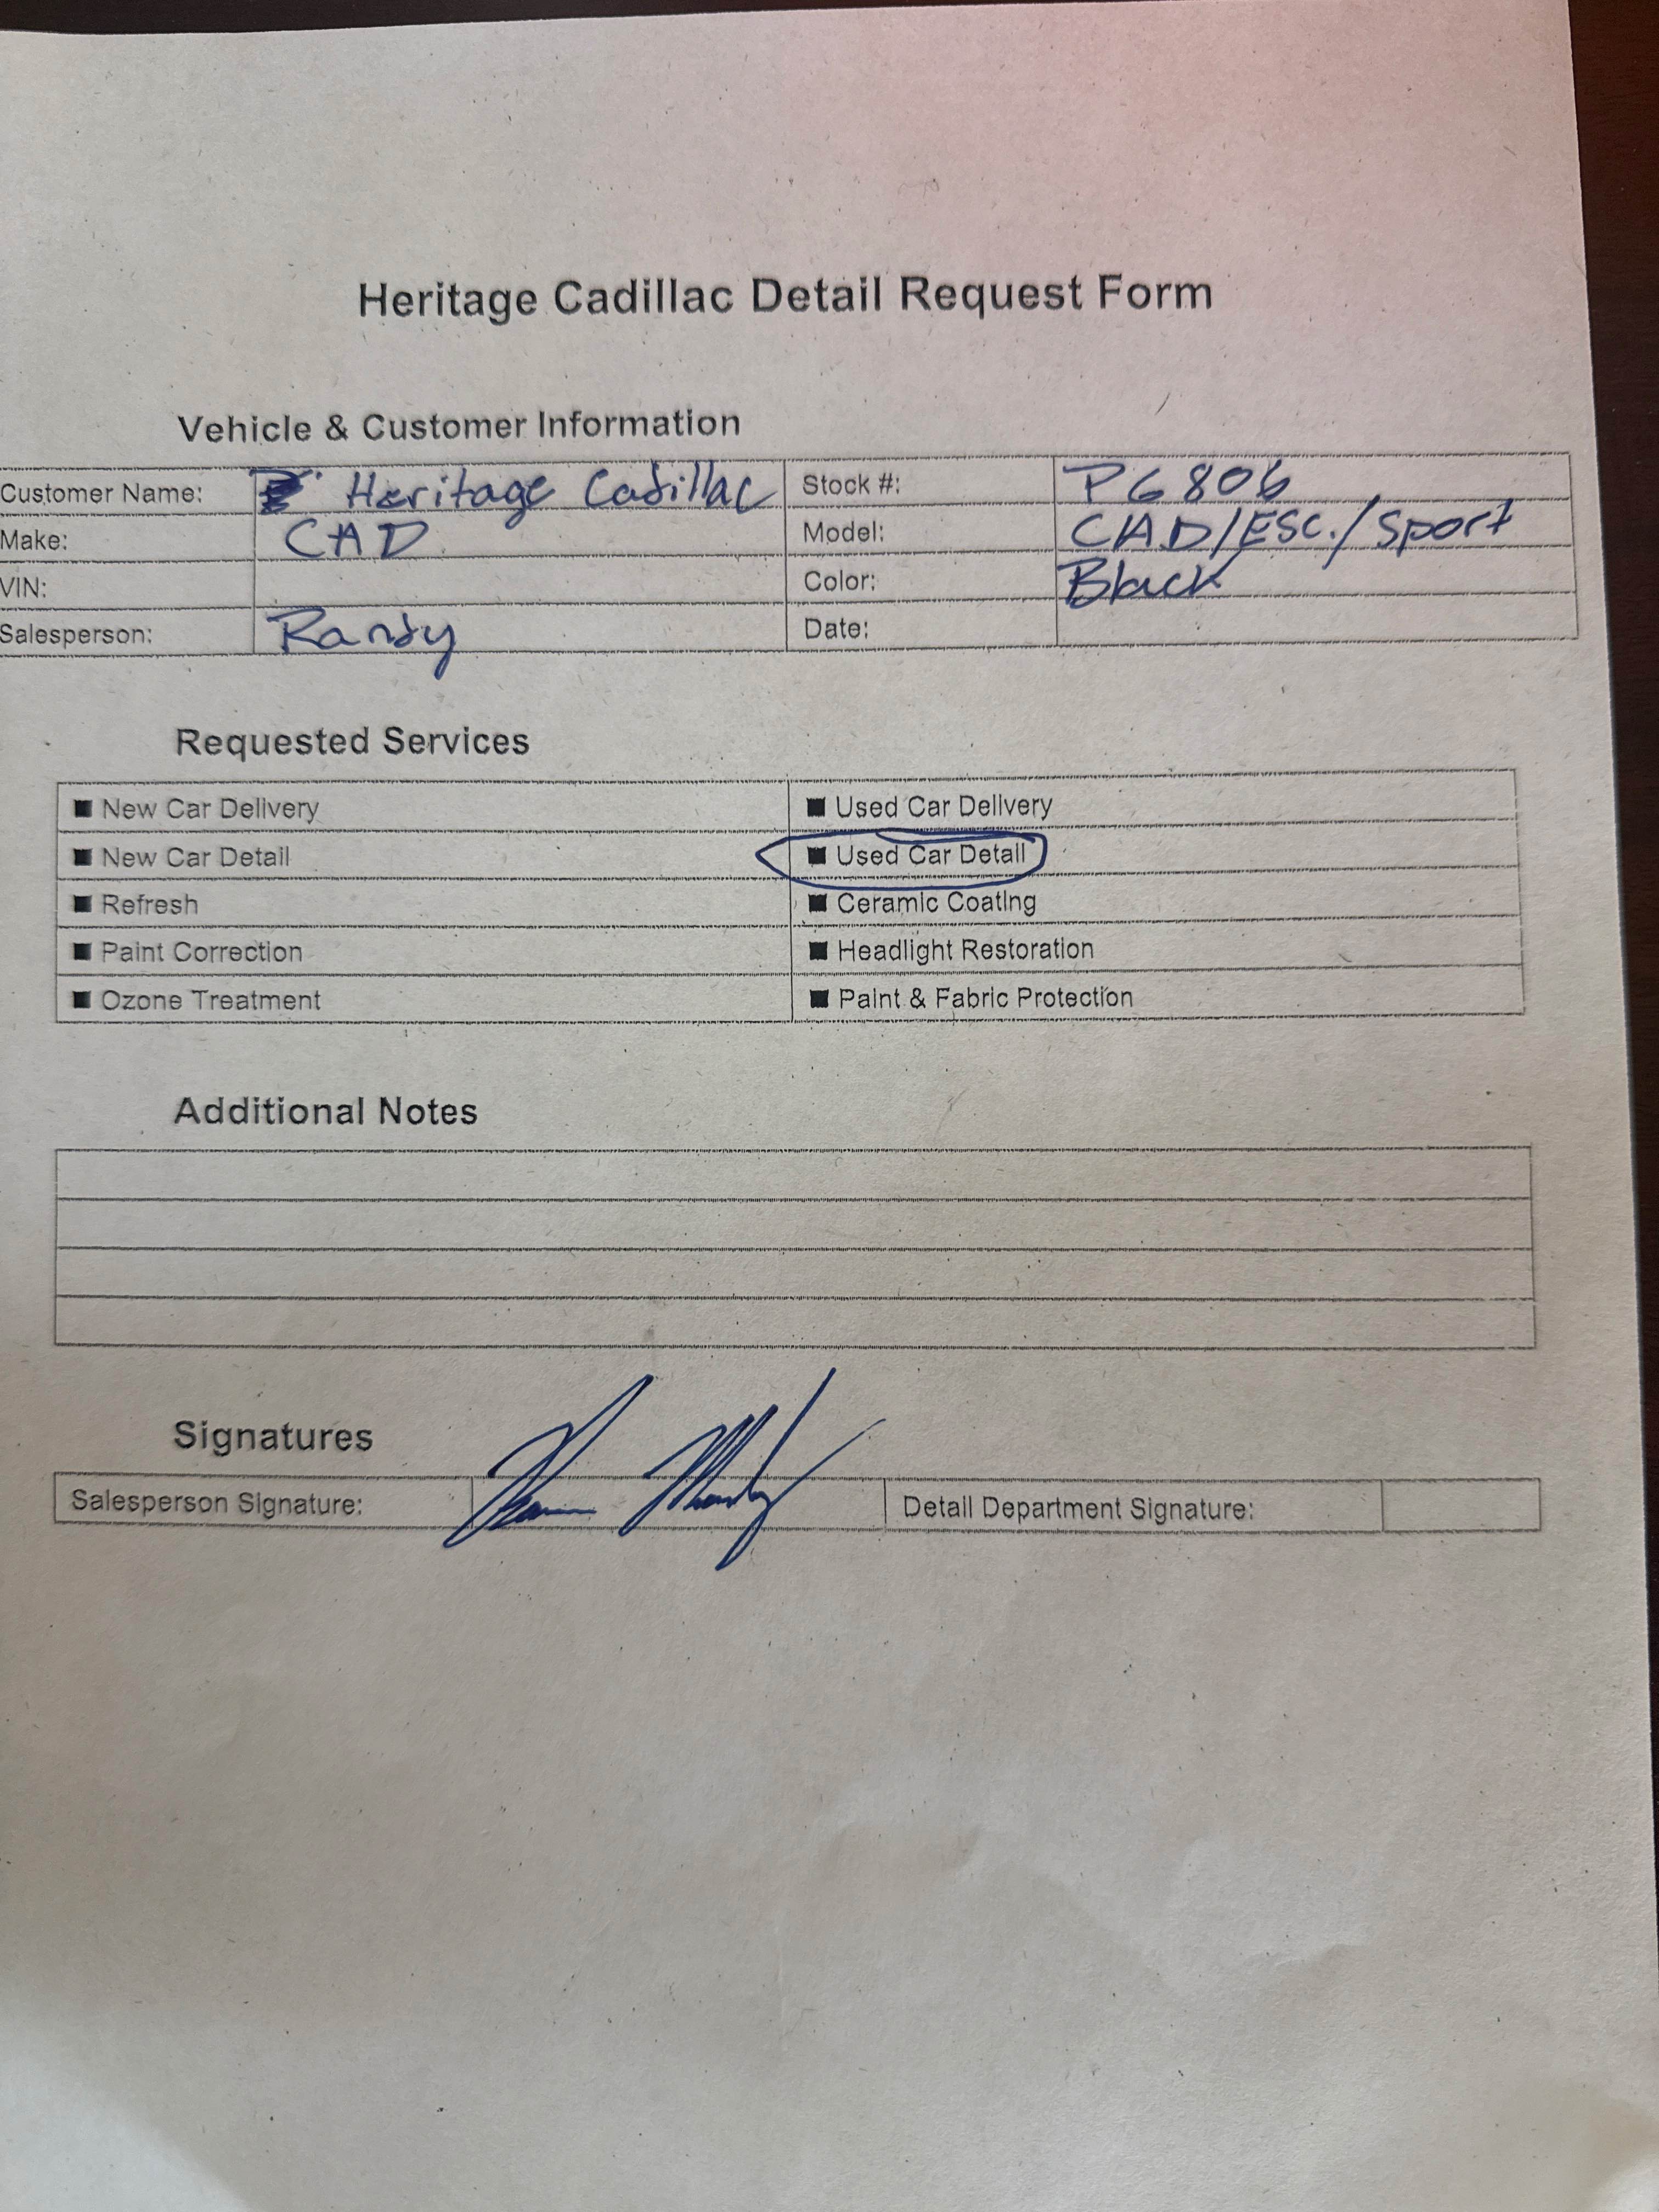 Heritage Cadillac Detail Request Form
Vehicle & Customer Information
Customer Name: Heritage Cadillac Stock #: P6806
Make: CAD Model: CAD/ESC./Sport
VIN: Color: Black
Salesperson: Randy Date:
Requested Services
■ New Car Delivery ■ Used Car Delivery
■ New Car Detail ■ Used Car Detail
■ Refresh ■ Ceramic Coating
■ Paint Correction ■ Headlight Restoration
■ Ozone Treatment ■ Paint & Fabric Protection
Additional Notes
Signatures
Salesperson Signature: Detail Department Signature: